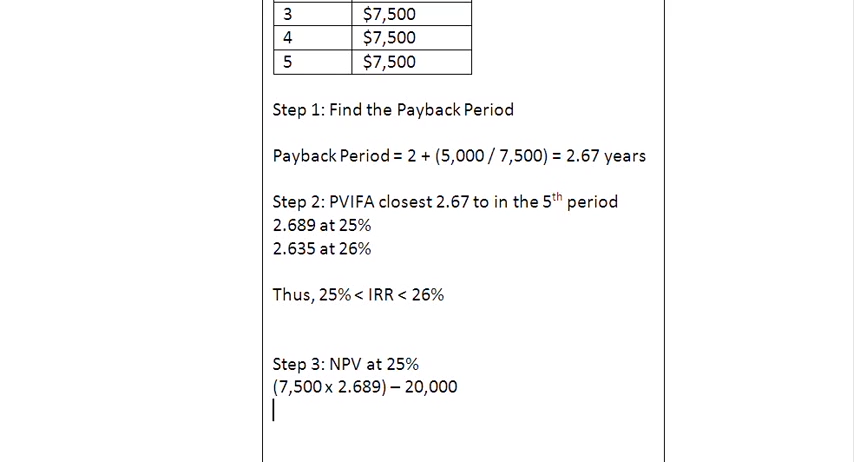 3 $7,500
4 $7,500
5 $7,500
Step 1: Find the Payback Period
Payback Period = 2 + (5,000 / 7,500) = 2.67 years
Step 2: PVIFA closest 2.67 to in the 5th period
2.689 at 25%
2.635 at 26%
Thus, 25% < IRR < 26%
Step 3: NPV at 25%
(7,500 x 2.689) – 20,000